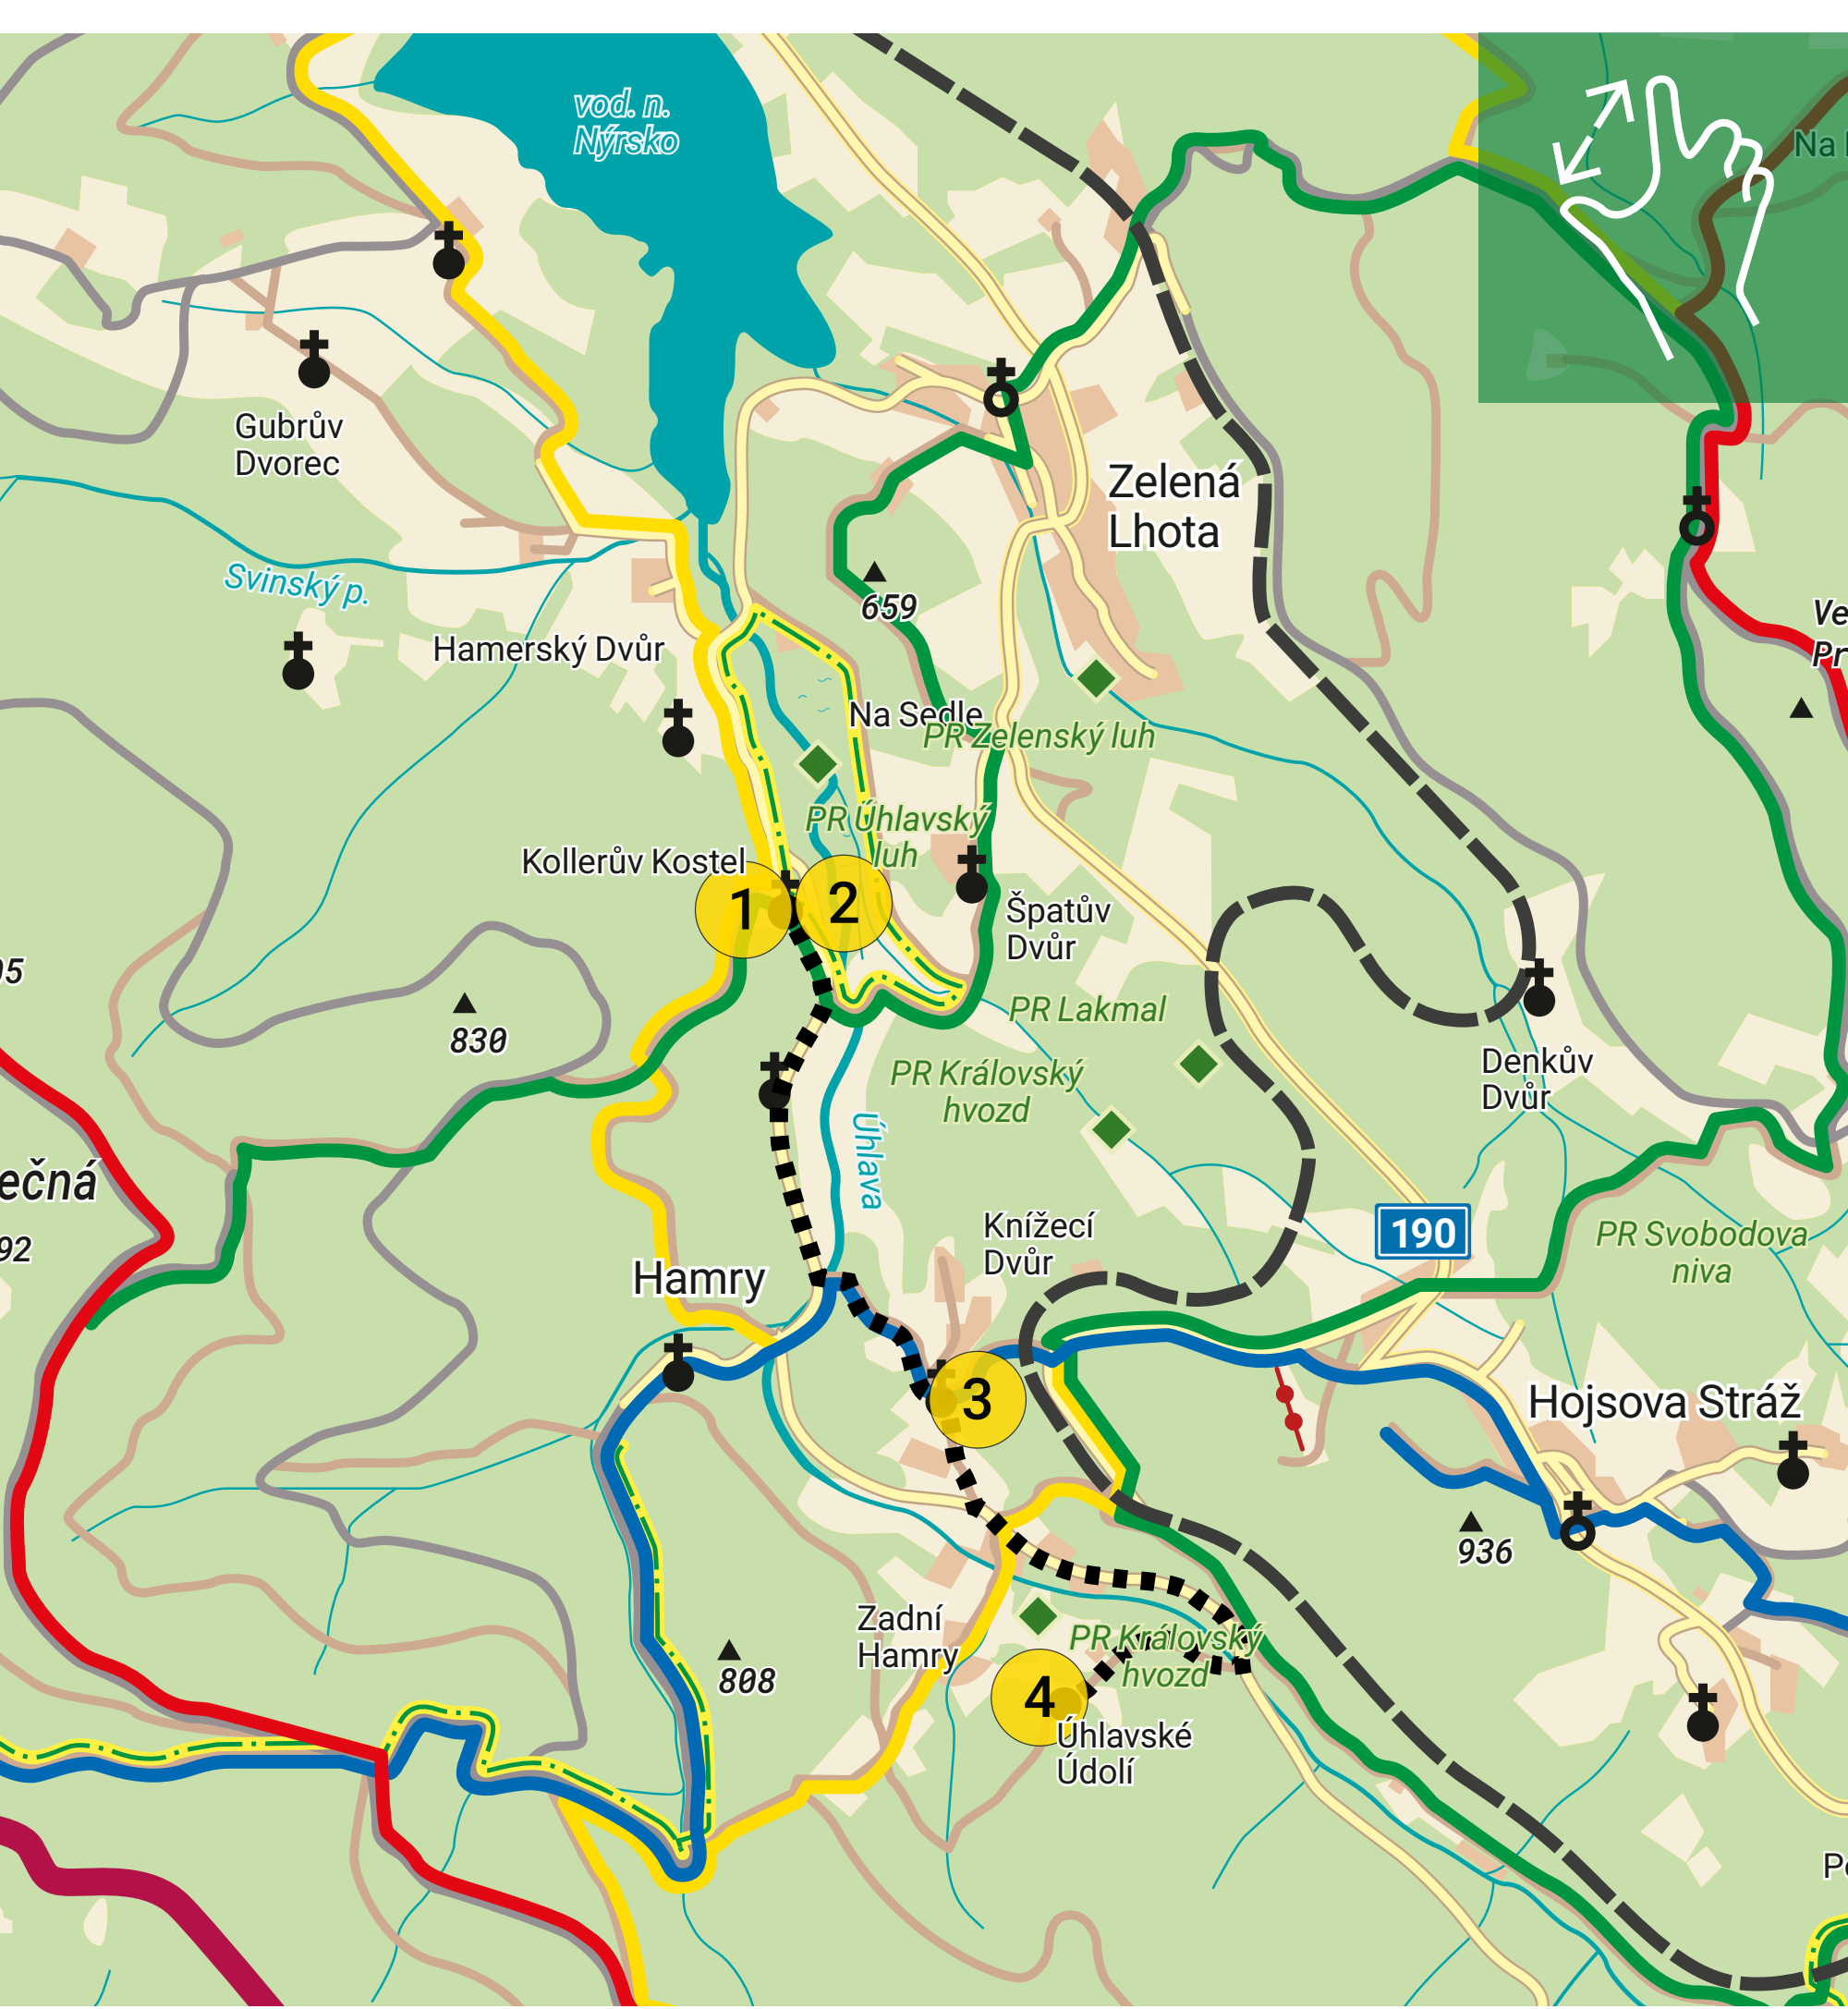 vod. n.
Nýrsko
Gubrův
Dvorec
Zelená
Lhota
Svinský p.
659
Hamerský Dvůr
Na Sedle
PR Zelenský luh
PR Úhlavský
luh
Kollerův Kostel
1
2
Špatův
Dvůr
830
PR Lakmal
PR Královský
hvozd
Denkův
Dvůr
Úhlava
Knížecí
Dvůr
190
PR Svobodova
niva
Hamry
3
Hojsova Stráž
936
Zadní
Hamry
PR Královský
hvozd
808
4
Úhlavské
Údolí